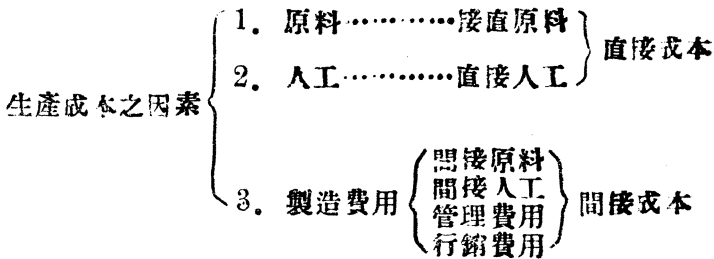 1. 原料…………接直原料
直接成本
2. 人工…………直接人工
生產成本之因素
間接原料
間接人工
3. 製造費用
管理費用
間接成本
行銷費用